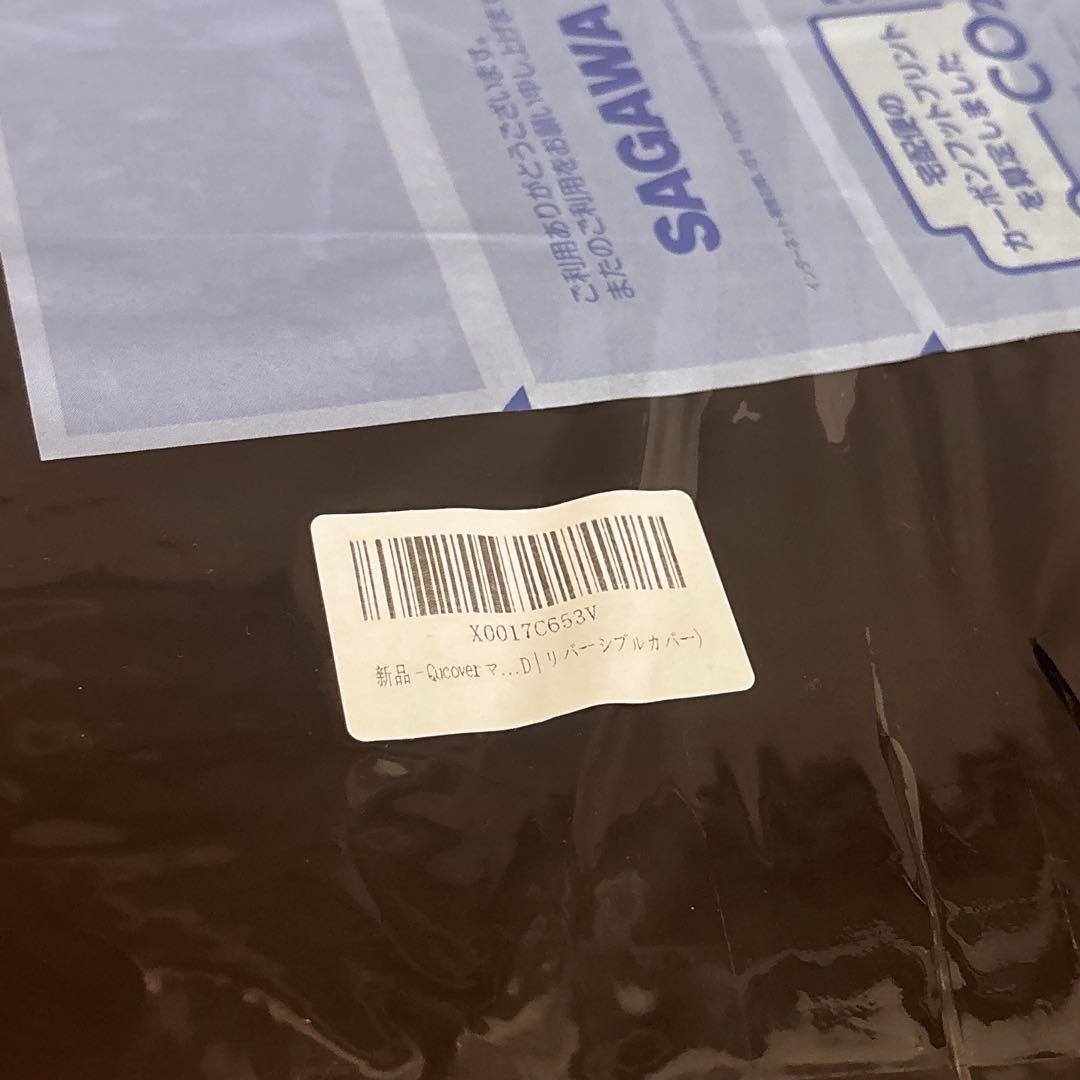 ご利用ありがとうございます。
またのご利用をお願い申し上げます
SAGAWA
宅配便の
カーボンフットプリント
を算定しました
CO2
X0017C653V
新品-Qucover マ...D|リバーシブルカバー)